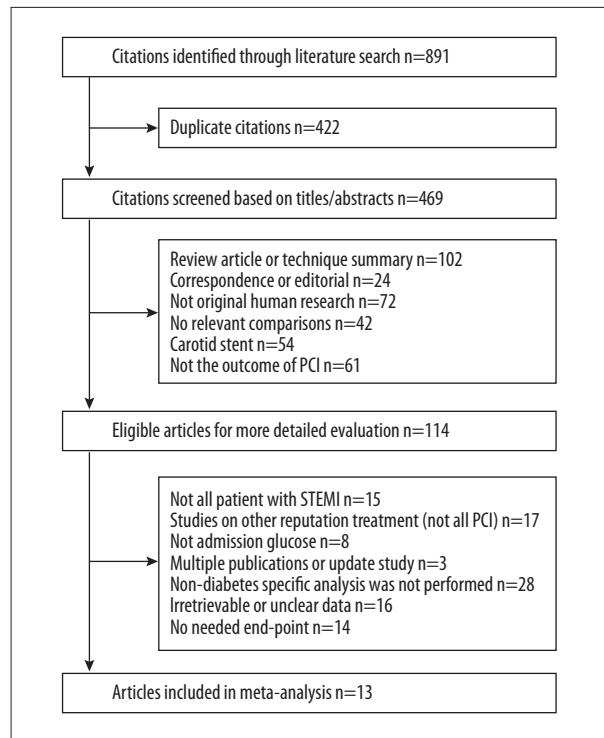 Citations identified through literature search n=891
Duplicate citations n=422
Citations screened based on titles/abstracts n=469
Review article or technique summary n=102
Correspondence or editorial n=24
Not original human research n=72
No relevant comparisons n=42
Carotid stent n=54
Not the outcome of PCI n=61
Eligible articles for more detailed evaluation n=114
Not all patient with STEMI n=15
Studies on other reputation treatment (not all PCI) n=17
Not admission glucose n=8
Multiple publications or update study n=3
Non-diabetes specific analysis was not performed n=28
Irretrievable or unclear data n=16
No needed end-point n=14
Articles included in meta-analysis n=13